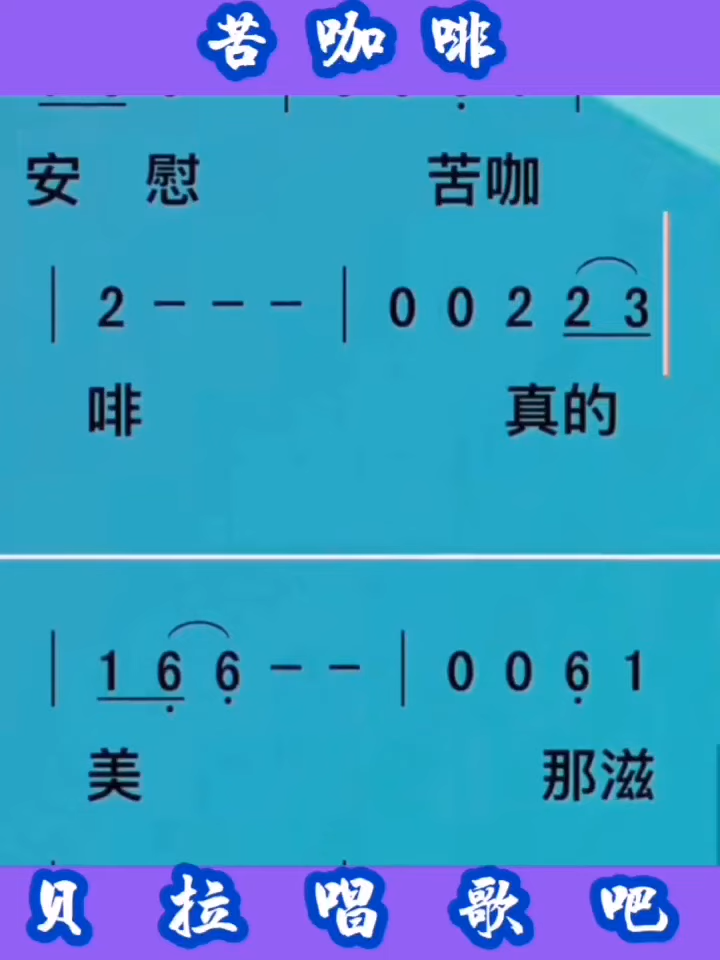 苦咖啡
安慰 苦咖
| 2 - - - | 0 0 2 2 3
啡 真的
| 1 6 6 - - | 0 0 6 1
美 那滋
贝拉唱歌吧